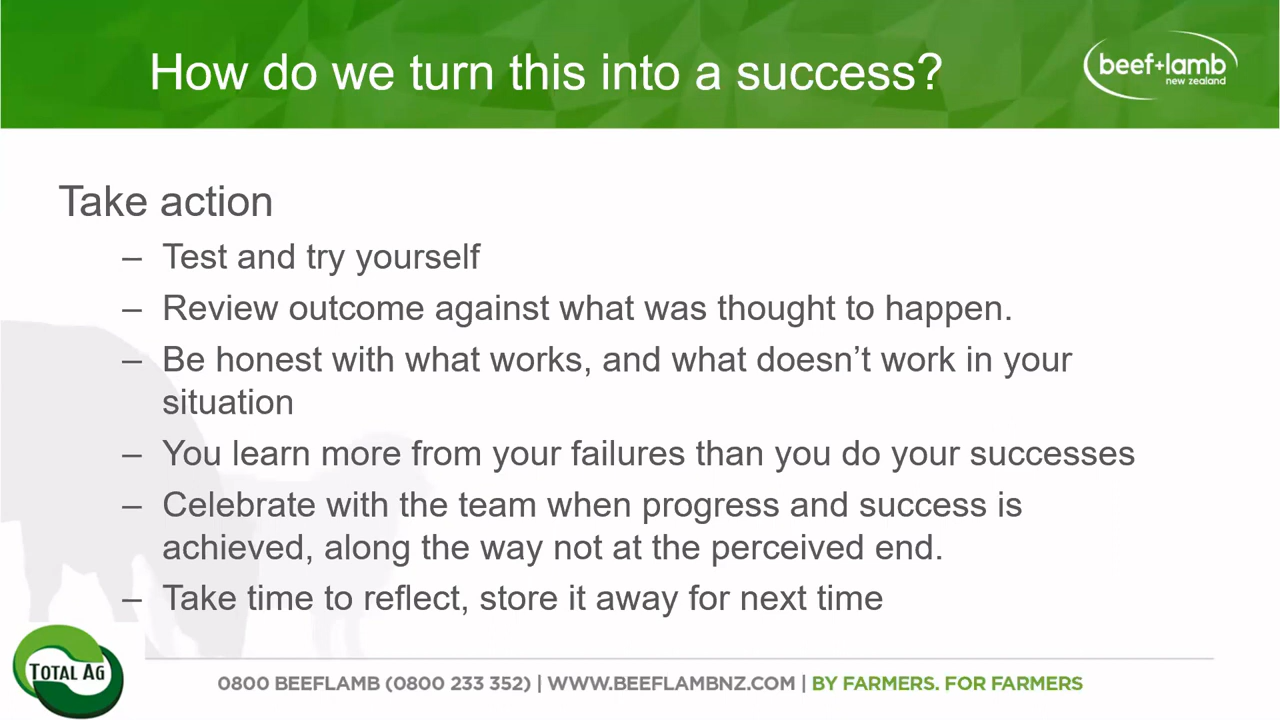 How do we turn this into a success?
beef+lamb
new zealand
Take action
– Test and try yourself
– Review outcome against what was thought to happen.
– Be honest with what works, and what doesn’t work in your
situation
– You learn more from your failures than you do your successes
– Celebrate with the team when progress and success is
achieved, along the way not at the perceived end.
– Take time to reflect, store it away for next time
TOTAL AG
0800 BEEFLAMB (0800 233 352) | WWW.BEEFLAMBNZ.COM | BY FARMERS. FOR FARMERS